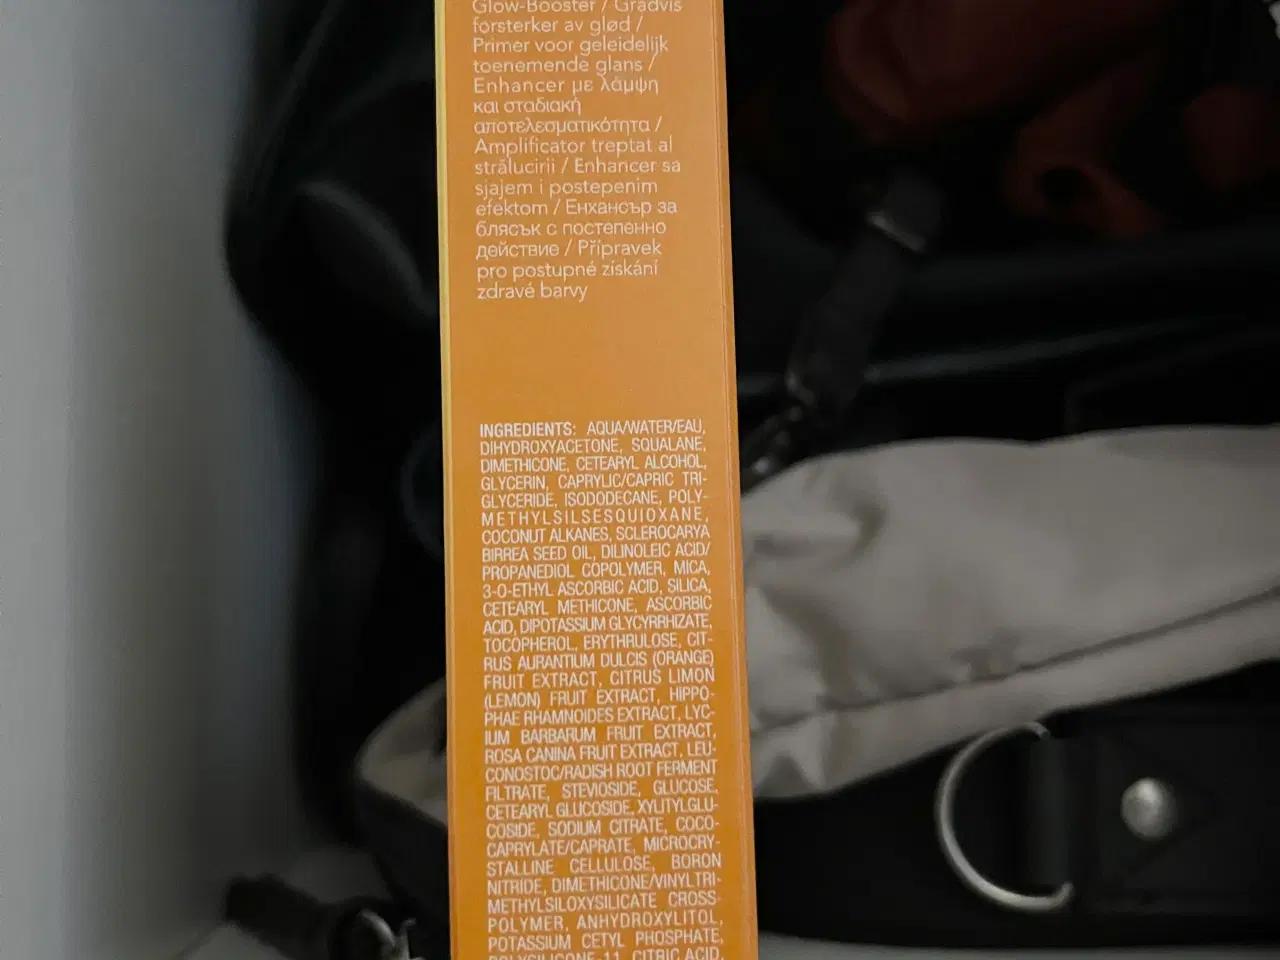 Glow-Booster / Gradvis
forsterker av glød /
Primer voor geleidelijk
toenemende glans /
Enhancer με λάμψη
και σταδιακή
αποτελεσματικότητα /
Amplificator treptat al
strălucirii / Enhancer sa
sjajem i postepenim
efektom / Енхансър за
блясък с постепенно
действие / Přípravek
pro postupné získání
zdravé barvy
INGREDIENTS: AQUA/WATER/EAU,
DIHYDROXYACETONE, SQUALANE,
DIMETHICONE, CETEARYL ALCOHOL,
GLYCERIN, CAPRYLIC/CAPRIC TRI-
GLYCERIDE, ISODODECANE, POLY-
METHYLSILSESQUIOXANE,
COCONUT ALKANES, SCLEROCARYA
BIRREA SEED OIL, DILINOLEIC ACID/
PROPANEDIOL COPOLYMER, MICA,
3-O-ETHYL ASCORBIC ACID, SILICA,
CETEARYL METHICONE, ASCORBIC
ACID, DIPOTASSIUM GLYCYRRHIZATE,
TOCOPHEROL, ERYTHRULOSE, CIT-
RUS AURANTIUM DULCIS (ORANGE)
FRUIT EXTRACT, CITRUS LIMON
(LEMON) FRUIT EXTRACT, HIPPO-
PHAE RHAMNOIDES EXTRACT, LYC-
IUM BARBARUM FRUIT EXTRACT,
ROSA CANINA FRUIT EXTRACT, LEU-
CONOSTOC/RADISH ROOT FERMENT
FILTRATE, STEVIOSIDE, GLUCOSE,
CETEARYL GLUCOSIDE, XYLITYLGLU-
COSIDE, SODIUM CITRATE, COCO-
CAPRYLATE/CAPRATE, MICROCRY-
STALLINE CELLULOSE, BORON
NITRIDE, DIMETHICONE/VINYLTRI-
METHYLSILOXYSILICATE CROSS-
POLYMER, ANHYDROXYLITOL,
POTASSIUM CETYL PHOSPHATE,
POLYSILICONE-11, CITRIC ACID,